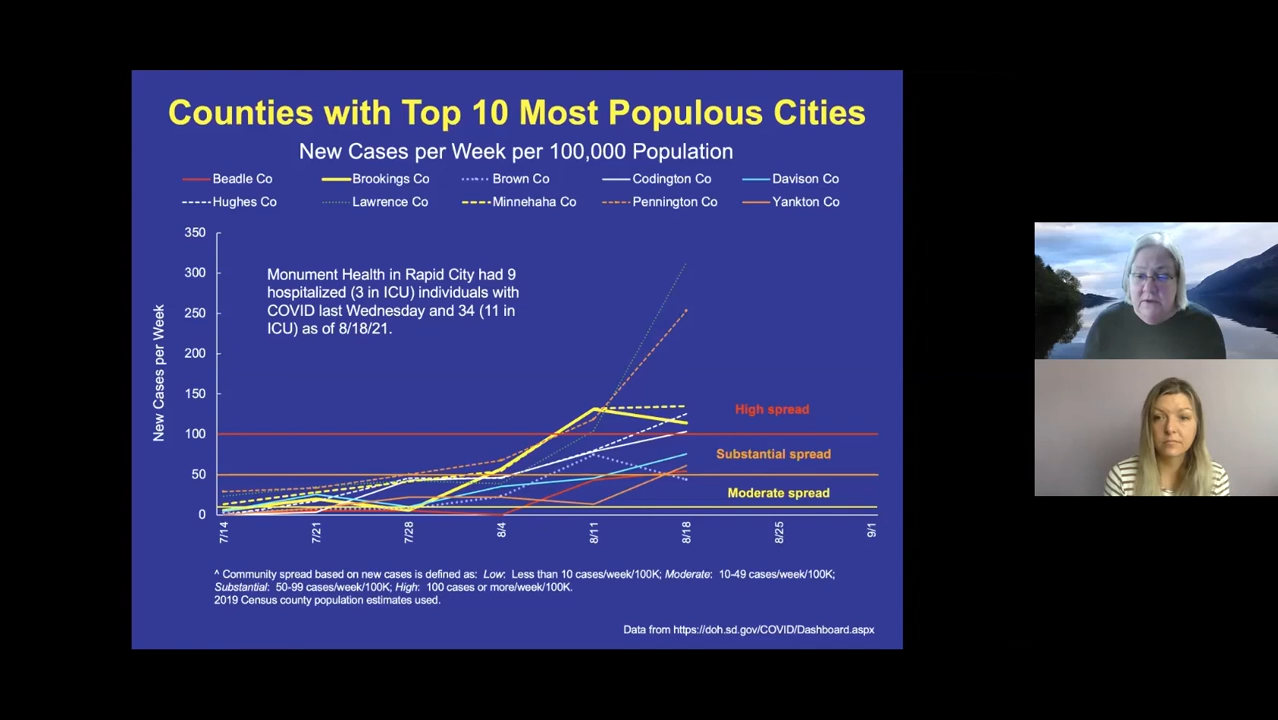 Counties with Top 10 Most Populous Cities
New Cases per Week per 100,000 Population
Beadle Co
Brookings Co
Brown Co
Codington Co
Davison Co
Hughes Co
Lawrence Co
Minnehaha Co
Pennington Co
Yankton Co
350
300
250
200
150
100
50
0
New Cases per Week
Monument Health in Rapid City had 9
hospitalized (3 in ICU) individuals with
COVID last Wednesday and 34 (11 in
ICU) as of 8/18/21.
High spread
Substantial spread
Moderate spread
7/14
7/21
7/28
8/4
8/11
8/18
8/25
9/1
^ Community spread based on new cases is defined as: Low: Less than 10 cases/week/100K; Moderate: 10-49 cases/week/100K;
Substantial: 50-99 cases/week/100K; High: 100 cases or more/week/100K.
2019 Census county population estimates used.
Data from https://doh.sd.gov/COVID/Dashboard.aspx